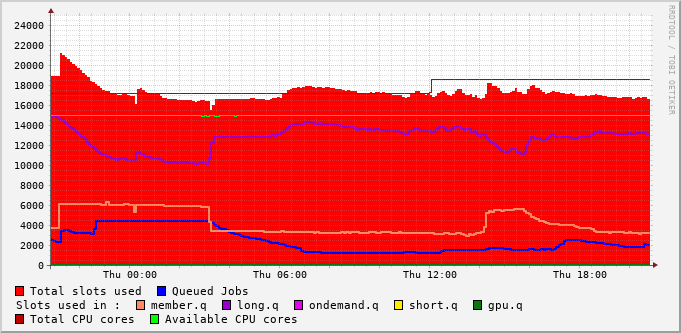 RRDTOOL / TOBI OETIKER
24000
22000
20000
18000
16000
14000
12000
10000
8000
6000
4000
2000
0
Thu 00:00 Thu 06:00 Thu 12:00 Thu 18:00
Total slots used Queued Jobs
Slots used in : member.q long.q ondemand.q short.q gpu.q
Total CPU cores Available CPU cores